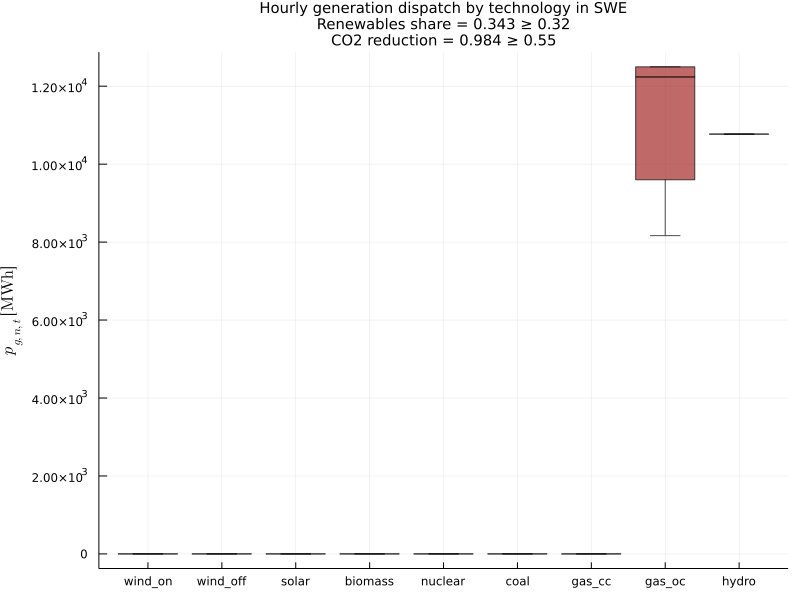 Hourly generation dispatch by technology in SWE
Renewables share = 0.343 ≥ 0.32
CO2 reduction = 0.984 ≥ 0.55
p_{g,n,t} [MWh]
1.20×10⁴
1.00×10⁴
8.00×10³
6.00×10³
4.00×10³
2.00×10³
0
wind_on wind_off solar biomass nuclear coal gas_cc gas_oc hydro